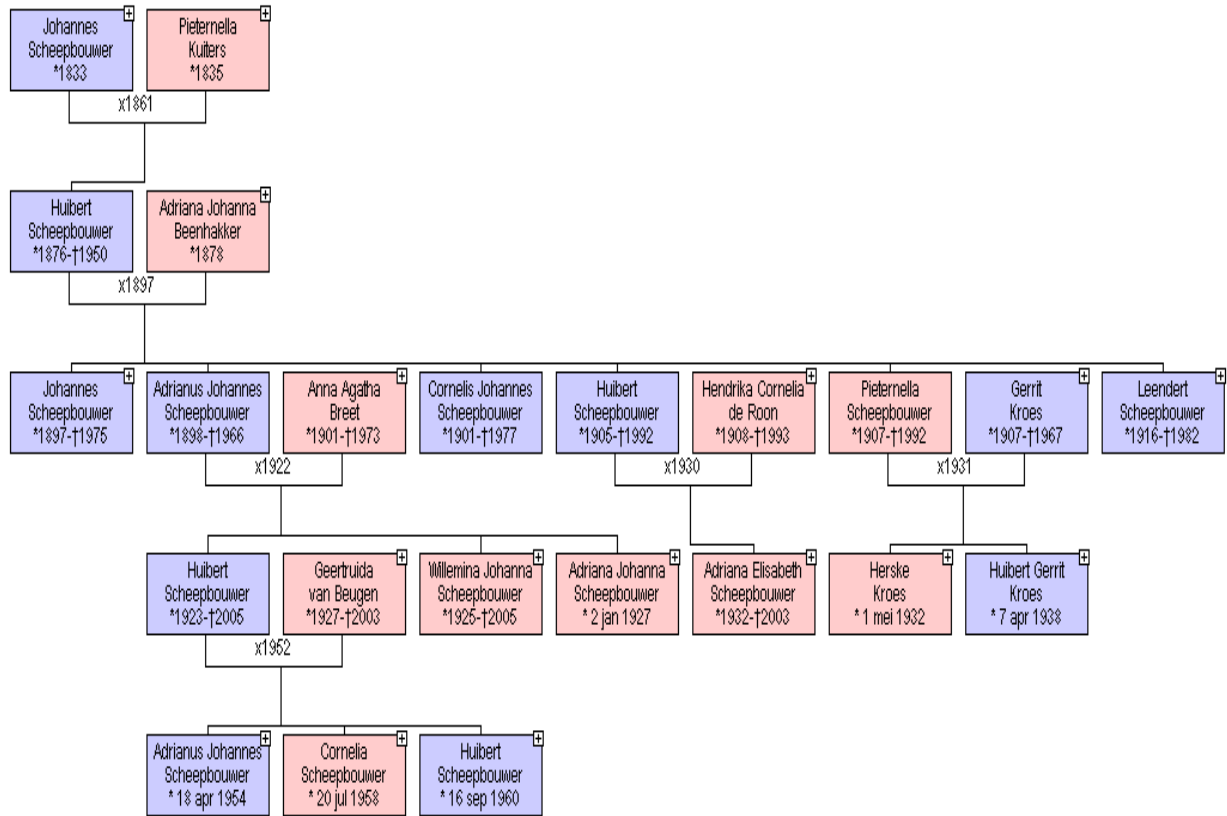 Johannes
Scheepbouwer
*1833
Pieternella
Kuiters
*1835
x1861
Huibert
Scheepbouwer
*1876-†1950
Adriana Johanna
Beenhakker
*1878
x1897
Johannes
Scheepbouwer
*1897-†1975
Adrianus Johannes
Scheepbouwer
*1898-†1966
Anna Agatha
Breet
*1901-†1973
Cornelis Johannes
Scheepbouwer
*1901-†1977
Huibert
Scheepbouwer
*1905-†1992
Hendrika Cornelia
de Roon
*1908-†1993
Pieternella
Scheepbouwer
*1907-†1992
Gerrit
Kroes
*1907-†1967
Leendert
Scheepbouwer
*1916-†1982
x1922
x1930
x1931
Huibert
Scheepbouwer
*1923-†2005
Geertruida
van Beugen
*1927-†2003
Willemina Johanna
Scheepbouwer
*1925-†2005
Adriana Johanna
Scheepbouwer
* 2 jan 1927
Adriana Elisabeth
Scheepbouwer
*1932-†2003
Herske
Kroes
* 1 mei 1932
Huibert Gerrit
Kroes
* 7 apr 1938
x1952
Adrianus Johannes
Scheepbouwer
* 18 apr 1954
Cornelia
Scheepbouwer
* 20 jul 1958
Huibert
Scheepbouwer
* 16 sep 1960